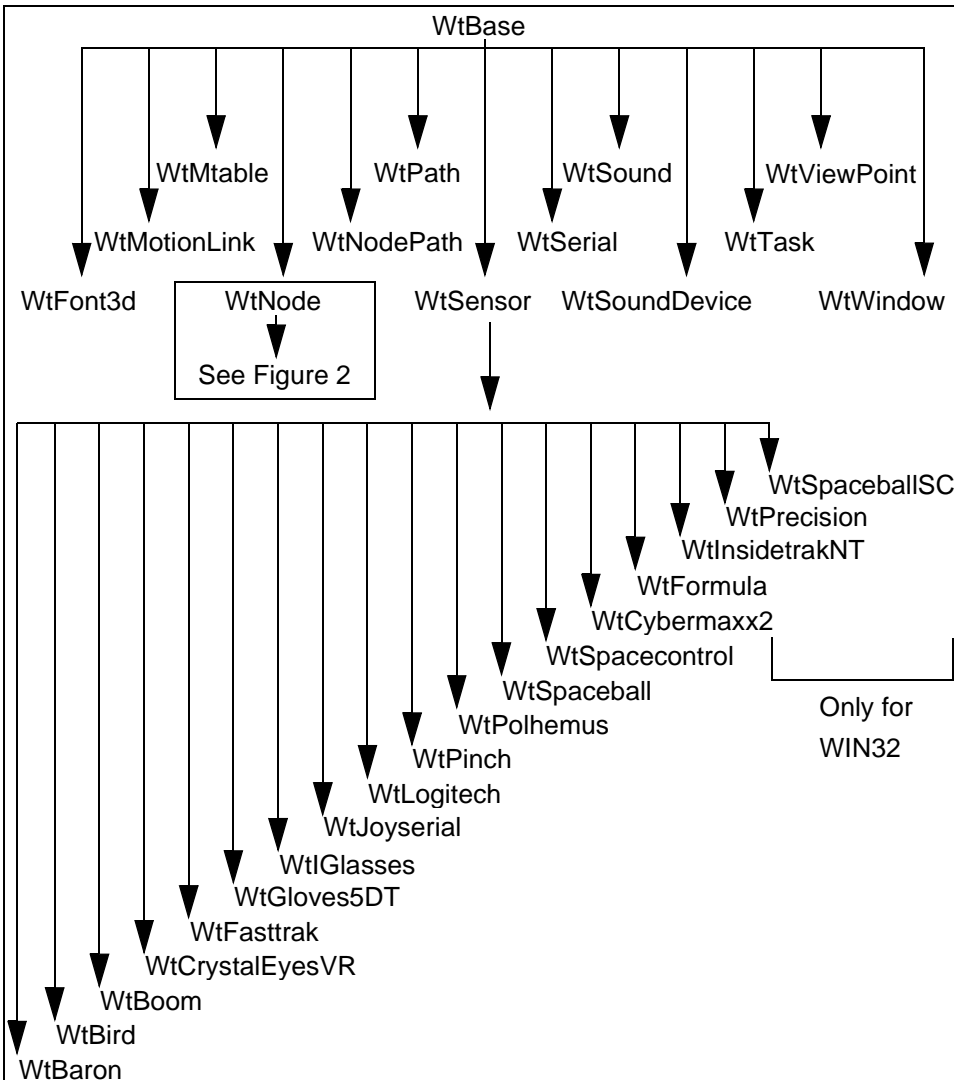 WtBase
WtMtable WtPath WtSound WtViewPoint
WtMotionLink WtNodePath WtSerial WtTask
WtFont3d WtNode WtSensor WtSoundDevice WtWindow
See Figure 2
WtSpaceballSC
WtPrecision
WtInsidetrakNT
WtFormula
WtCybermaxx2
WtSpacecontrol
WtSpaceball
Only for
WIN32
WtPolhemus
WtPinch
WtLogitech
WtJoyserial
WtIGlasses
WtGloves5DT
WtFasttrak
WtCrystalEyesVR
WtBoom
WtBird
WtBaron